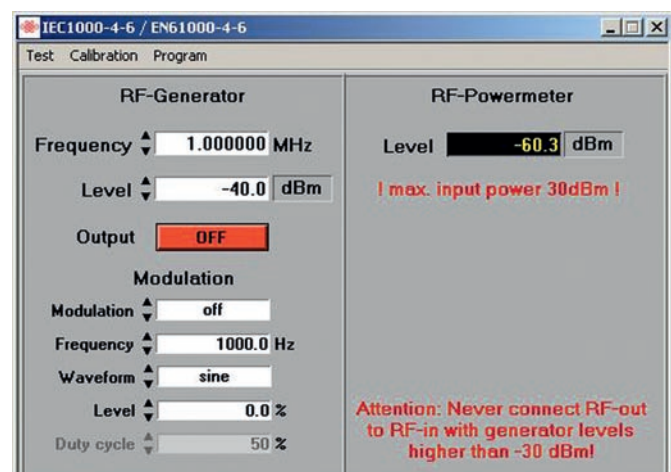 IEC1000-4-6 / EN61000-4-6
Test Calibration Program
RF-Generator
Frequency 1.000000 MHz
Level -40.0 dBm
Output OFF
Modulation
Modulation off
Frequency 1000.0 Hz
Waveform sine
Level 0.0 %
Duty cycle 50 %
RF-Powermeter
Level -60.3 dBm
! max. input power 30dBm !
Attention: Never connect RF-out
to RF-in with generator levels
higher than -30 dBm!